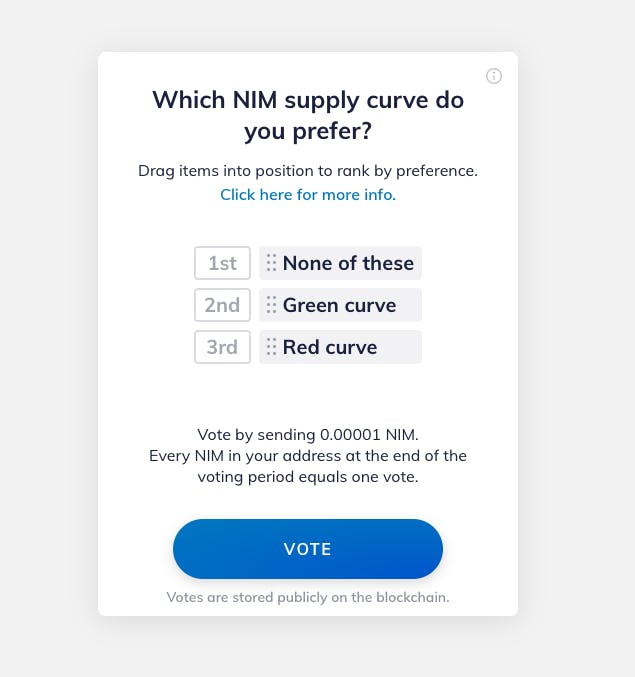 Which NIM supply curve do
you prefer?
Drag items into position to rank by preference.
Click here for more info.
1st None of these
2nd Green curve
3rd Red curve
Vote by sending 0.00001 NIM.
Every NIM in your address at the end of the
voting period equals one vote.
VOTE
Votes are stored publicly on the blockchain.